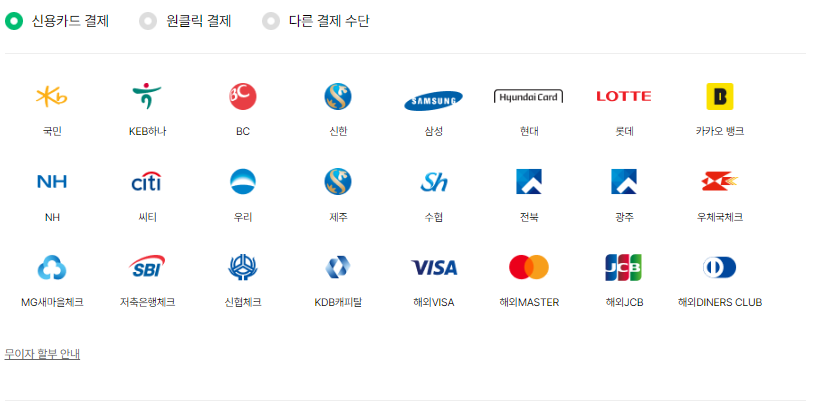 신용카드 결제 원클릭 결제 다른 결제 수단
BC SAMSUNG Hyundai Card LOTTE B
국민 KEB하나 BC 신한 삼성 현대 롯데 카카오 뱅크
NH citi Sh
NH 씨티 우리 제주 수협 전북 광주 우체국체크
SBI VISA JCB
MG새마을체크 저축은행체크 신협체크 KDB캐피탈 해외VISA 해외MASTER 해외JCB 해외DINERS CLUB
무이자 할부 안내